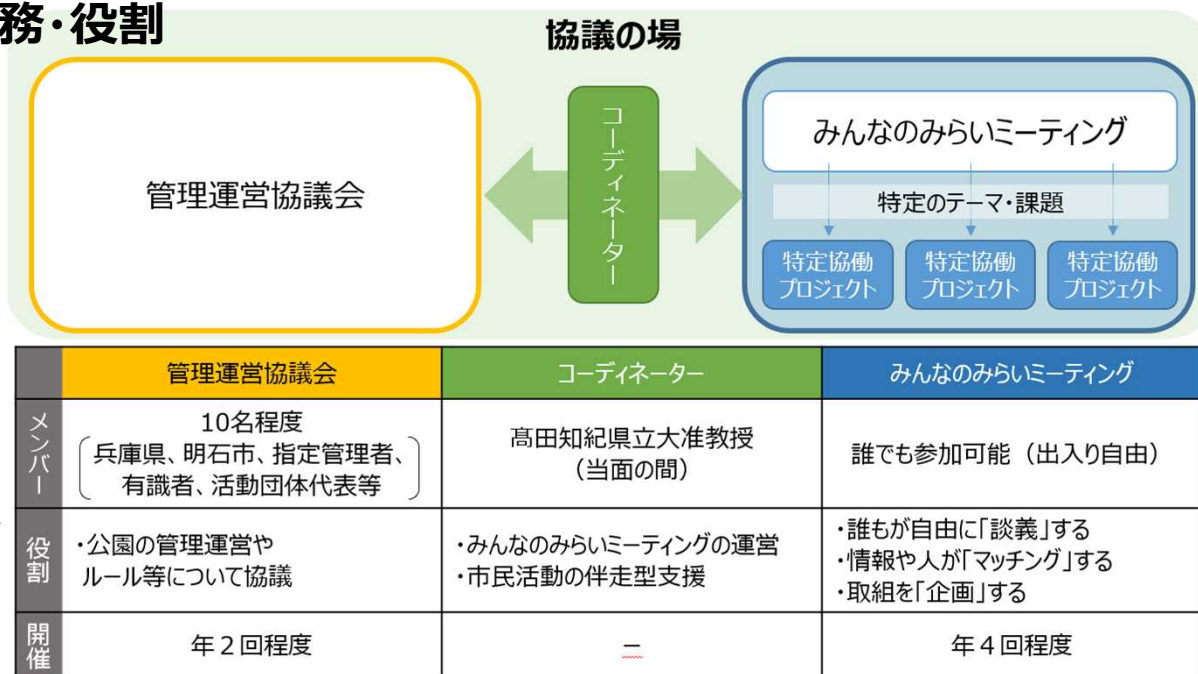 務・役割
協議の場
管理運営協議会
コーディネーター
みんなのみらいミーティング
特定のテーマ・課題
特定協働
プロジェクト
特定協働
プロジェクト
特定協働
プロジェクト
管理運営協議会
コーディネーター
みんなのみらいミーティング
メンバー
10名程度
兵庫県、明石市、指定管理者、
有識者、活動団体代表等
髙田知紀県立大准教授
(当面の間)
誰でも参加可能（出入り自由）
役割
・公園の管理運営や
ルール等について協議
・みんなのみらいミーティングの運営
・市民活動の伴走型支援
・誰もが自由に「談義」する
・情報や人が「マッチング」する
・取組を「企画」する
開催
年２回程度
－
年４回程度